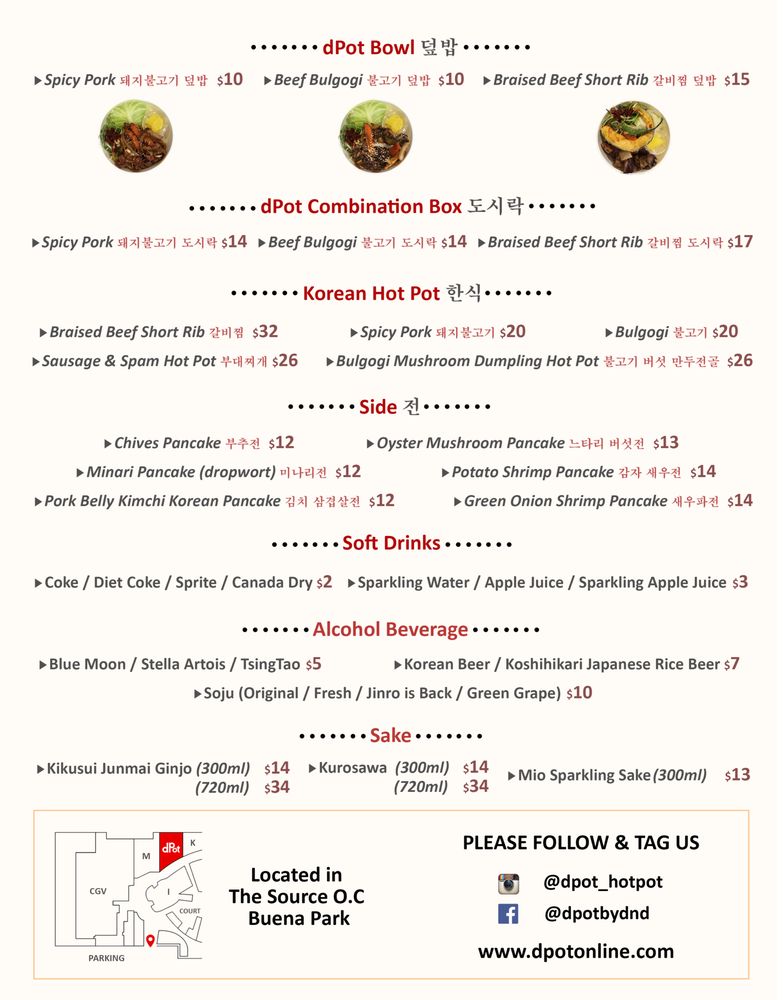 dPot Bowl 덮밥
Spicy Pork 돼지불고기 덮밥 $10 Beef Bulgogi 불고기 덮밥 $10 Braised Beef Short Rib 갈비찜 덮밥 $15
dPot Combination Box 도시락
Spicy Pork 돼지불고기 도시락 $14 Beef Bulgogi 불고기 도시락 $14 Braised Beef Short Rib 갈비찜 도시락 $17
Korean Hot Pot 한식
Braised Beef Short Rib 갈비찜 $32 Spicy Pork 돼지불고기 $20 Bulgogi 불고기 $20
Sausage & Spam Hot Pot 부대찌개 $26 Bulgogi Mushroom Dumpling Hot Pot 불고기 버섯 만두전골 $26
Side 전
Chives Pancake 부추전 $12 Oyster Mushroom Pancake 느타리 버섯전 $13
Minari Pancake (dropwort) 미나리전 $12 Potato Shrimp Pancake 감자 새우전 $14
Pork Belly Kimchi Korean Pancake 김치 삼겹살전 $12 Green Onion Shrimp Pancake 새우파전 $14
Soft Drinks
Coke / Diet Coke / Sprite / Canada Dry $2 Sparkling Water / Apple Juice / Sparkling Apple Juice $3
Alcohol Beverage
Blue Moon / Stella Artois / TsingTao $5 Korean Beer / Koshihikari Japanese Rice Beer $7
Soju (Original / Fresh / Jinro is Back / Green Grape) $10
Sake
Kikusui Junmai Ginjo (300ml) $14 Kurosawa (300ml) $14 Mio Sparkling Sake (300ml) $13
(720ml) $34 (720ml) $34
M dPot K
CGV I
COURT
PARKING
Located in
The Source O.C
Buena Park
PLEASE FOLLOW & TAG US
@dpot_hotpot
@dpotbydnd
www.dpotonline.com